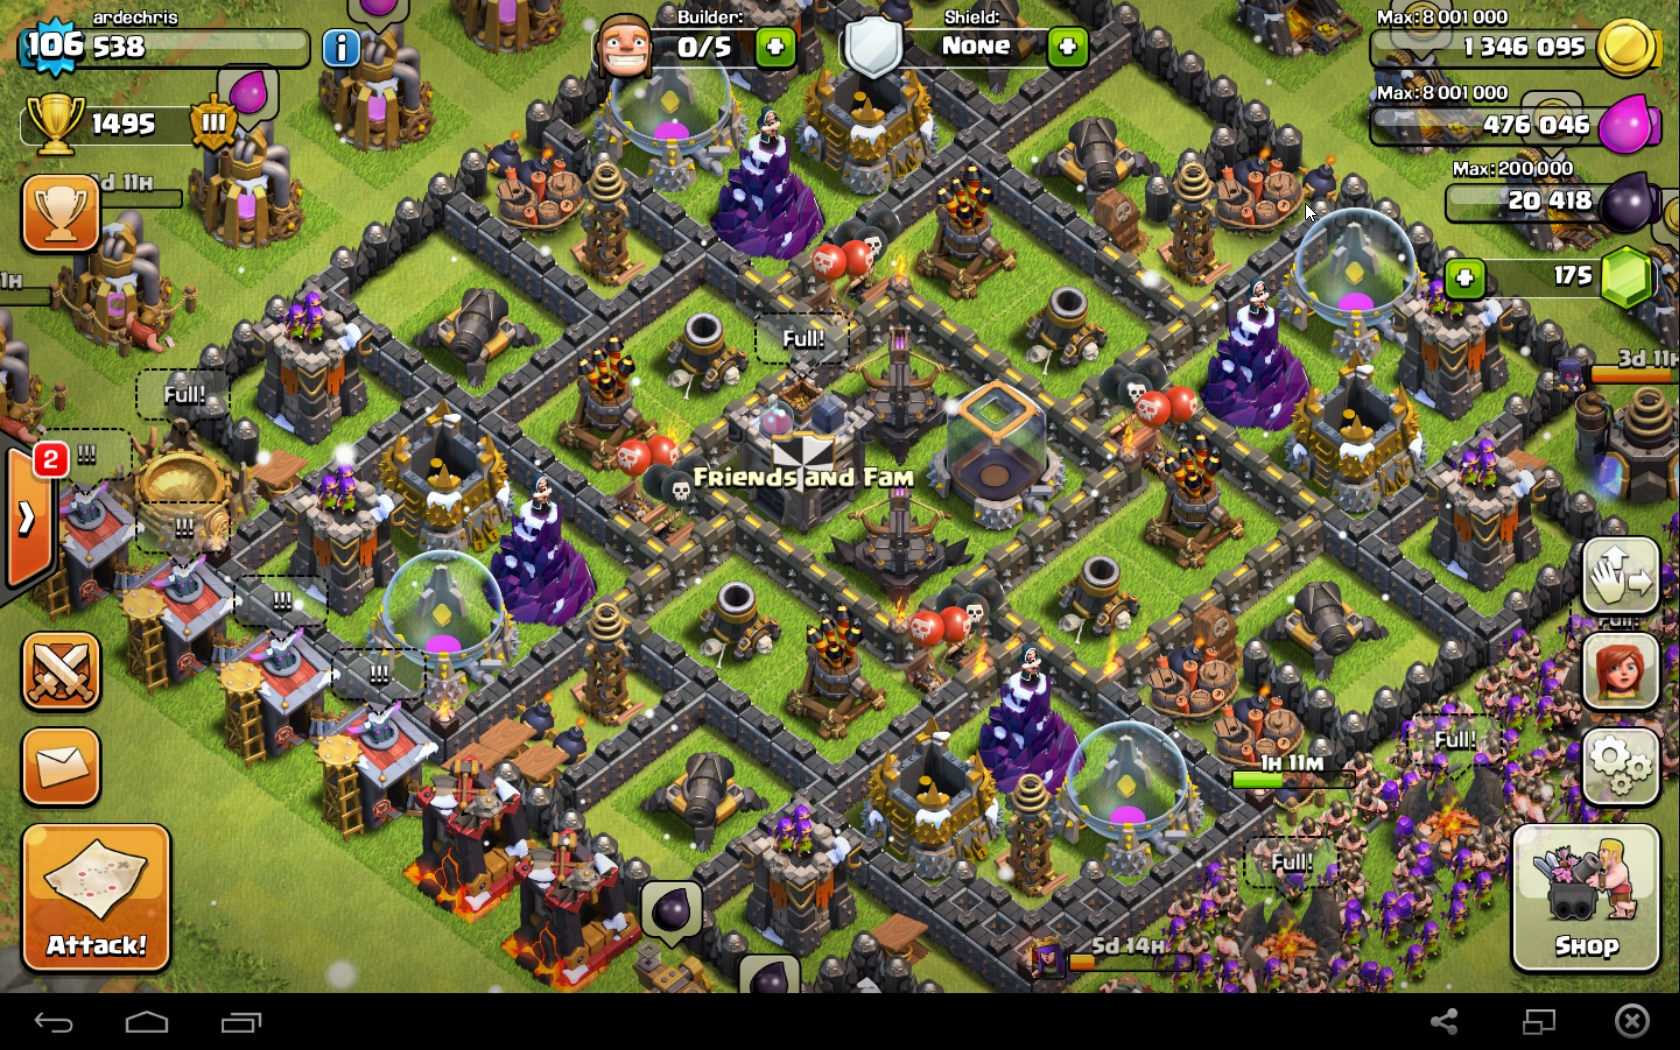 ardechris
106 538
Builder:
0/5
Shield:
None
Max: 8 001 000
1 346 095
Max: 8 001 000
476 046
Max: 200 000
20 418
175
1495
III
d 11H
1H
Full!
Full!
3d 11H
2
!!!
!!!
!!!
!!!
Friends and Fam
Full!
Full!
1H 11M
Full!
5d 14H
Attack!
Shop